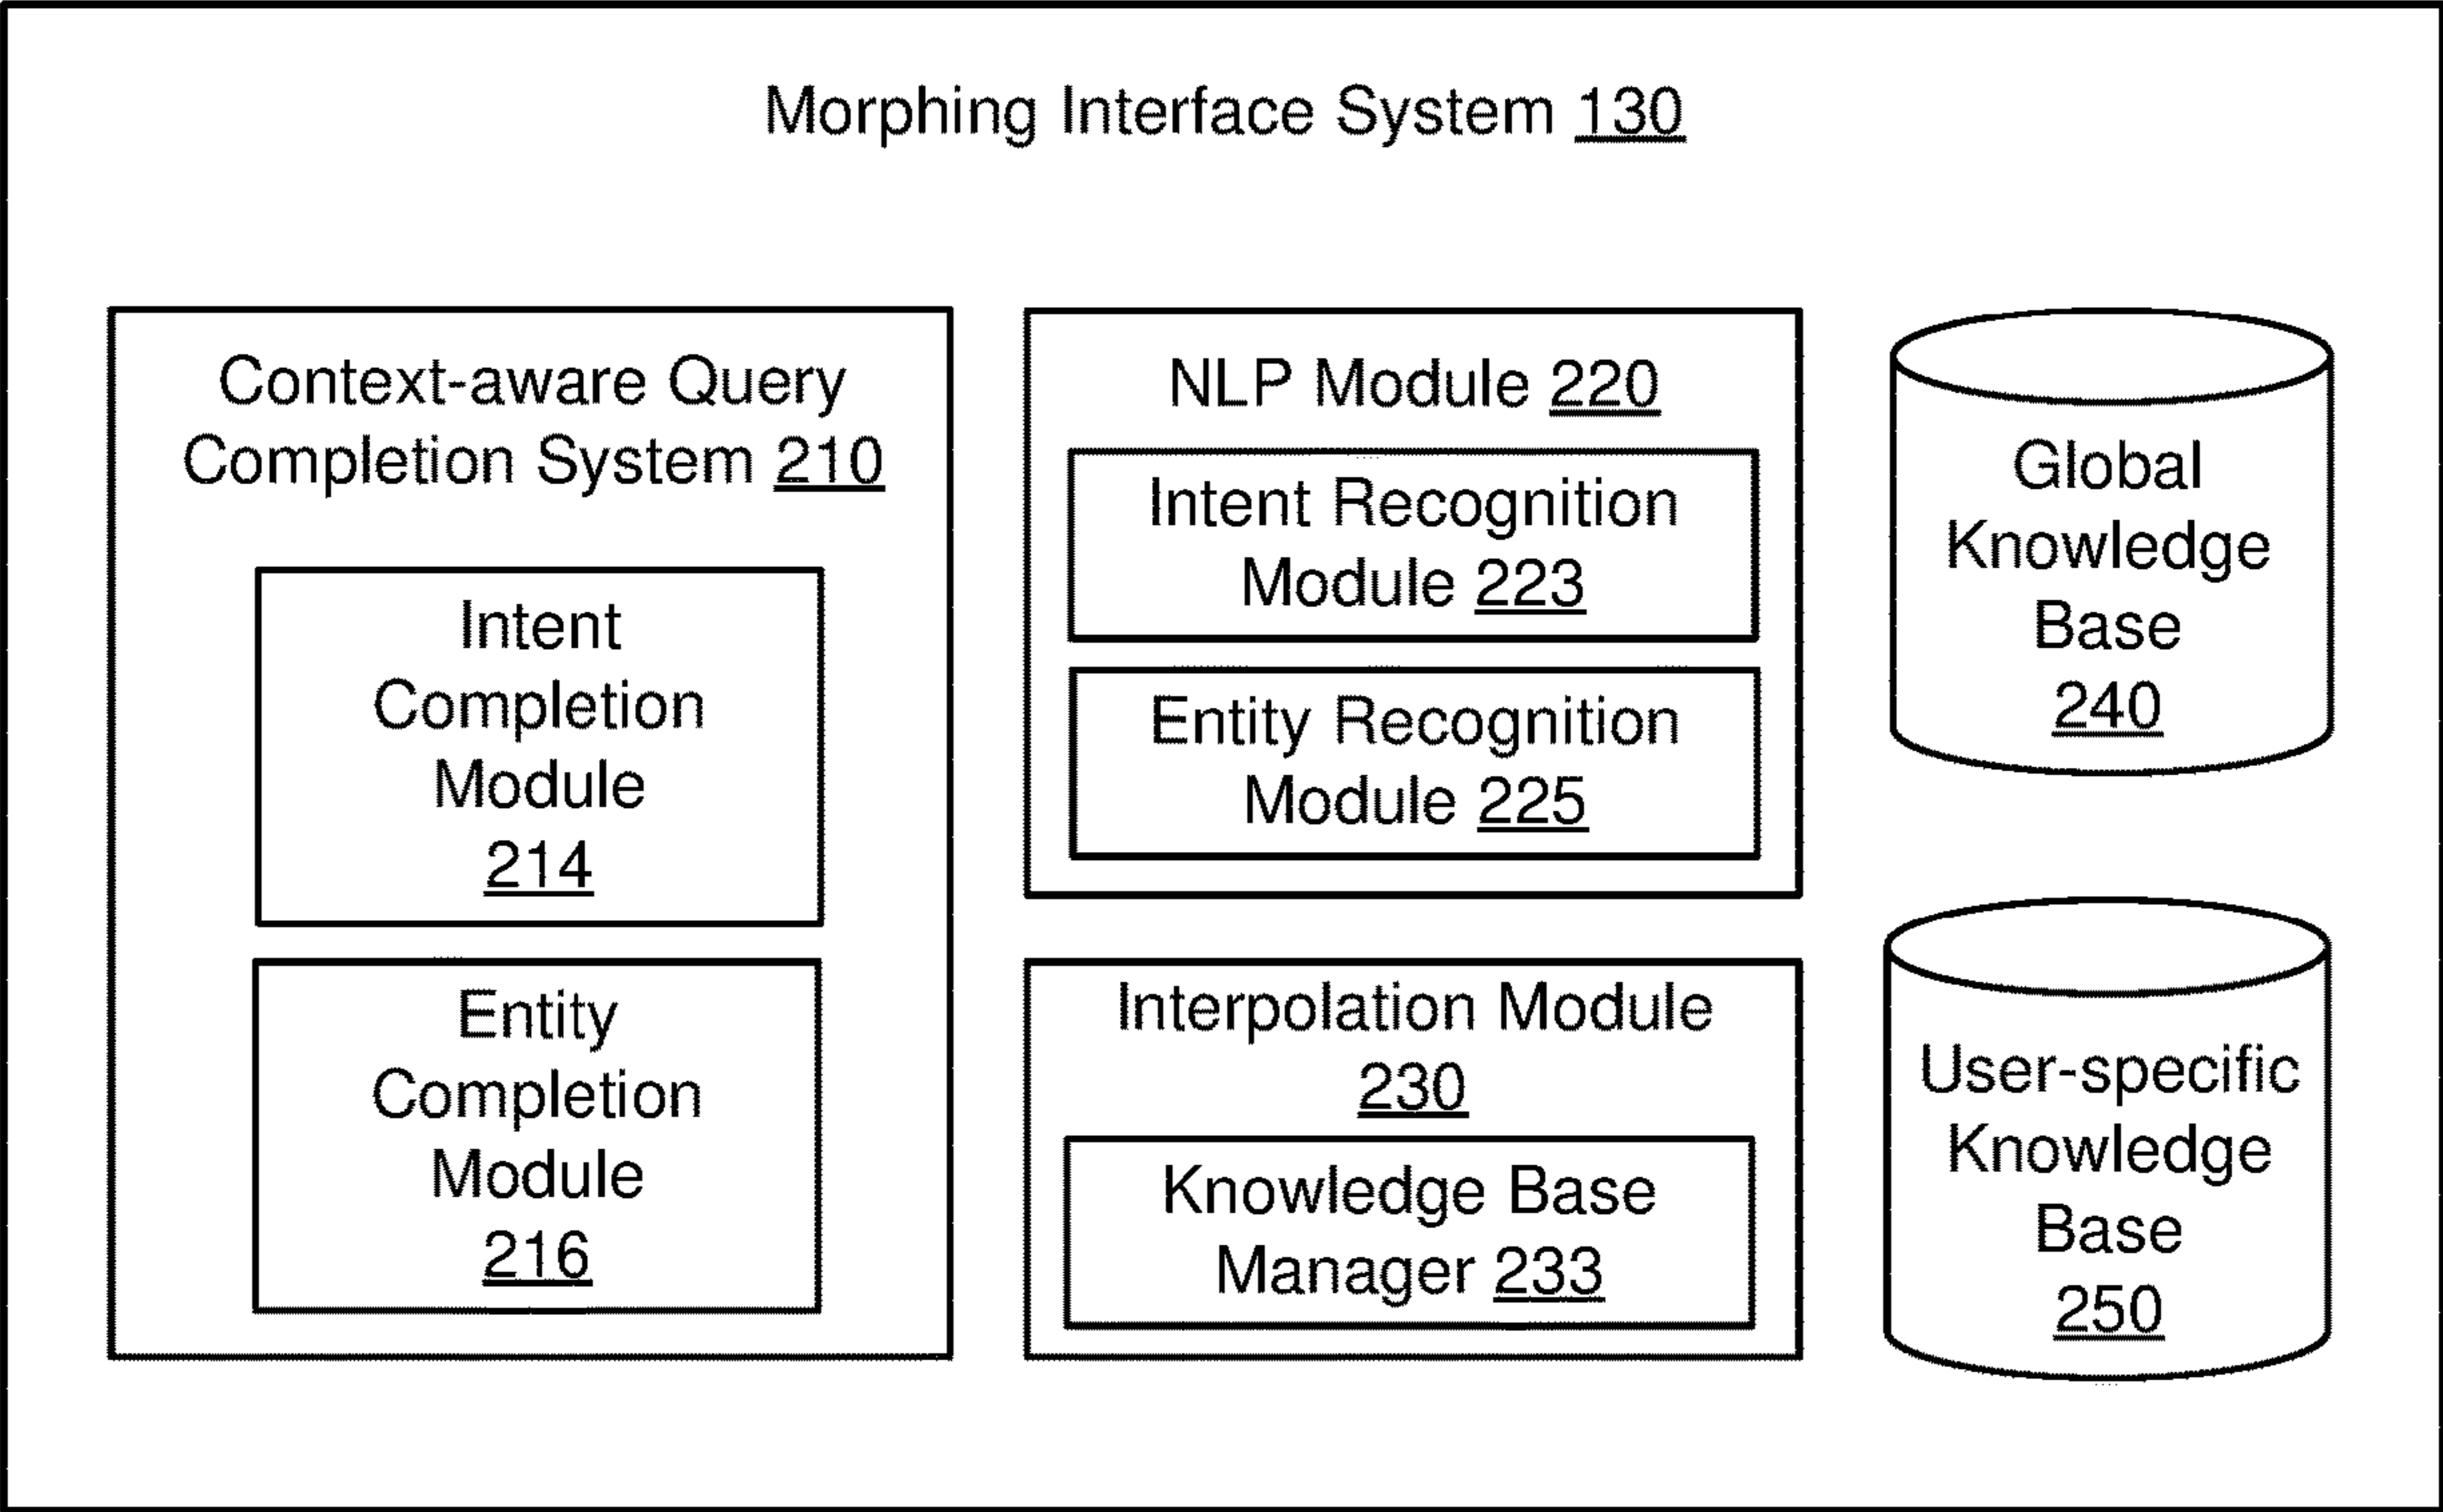 Morphing Interface System 130
Context-aware Query
Completion System 210
Intent
Completion
Module
214
Entity
Completion
Module
216
NLP Module 220
Intent Recognition
Module 223
Entity Recognition
Module 225
Interpolation Module
230
Knowledge Base
Manager 233
Global
Knowledge
Base
240
User-specific
Knowledge
Base
250